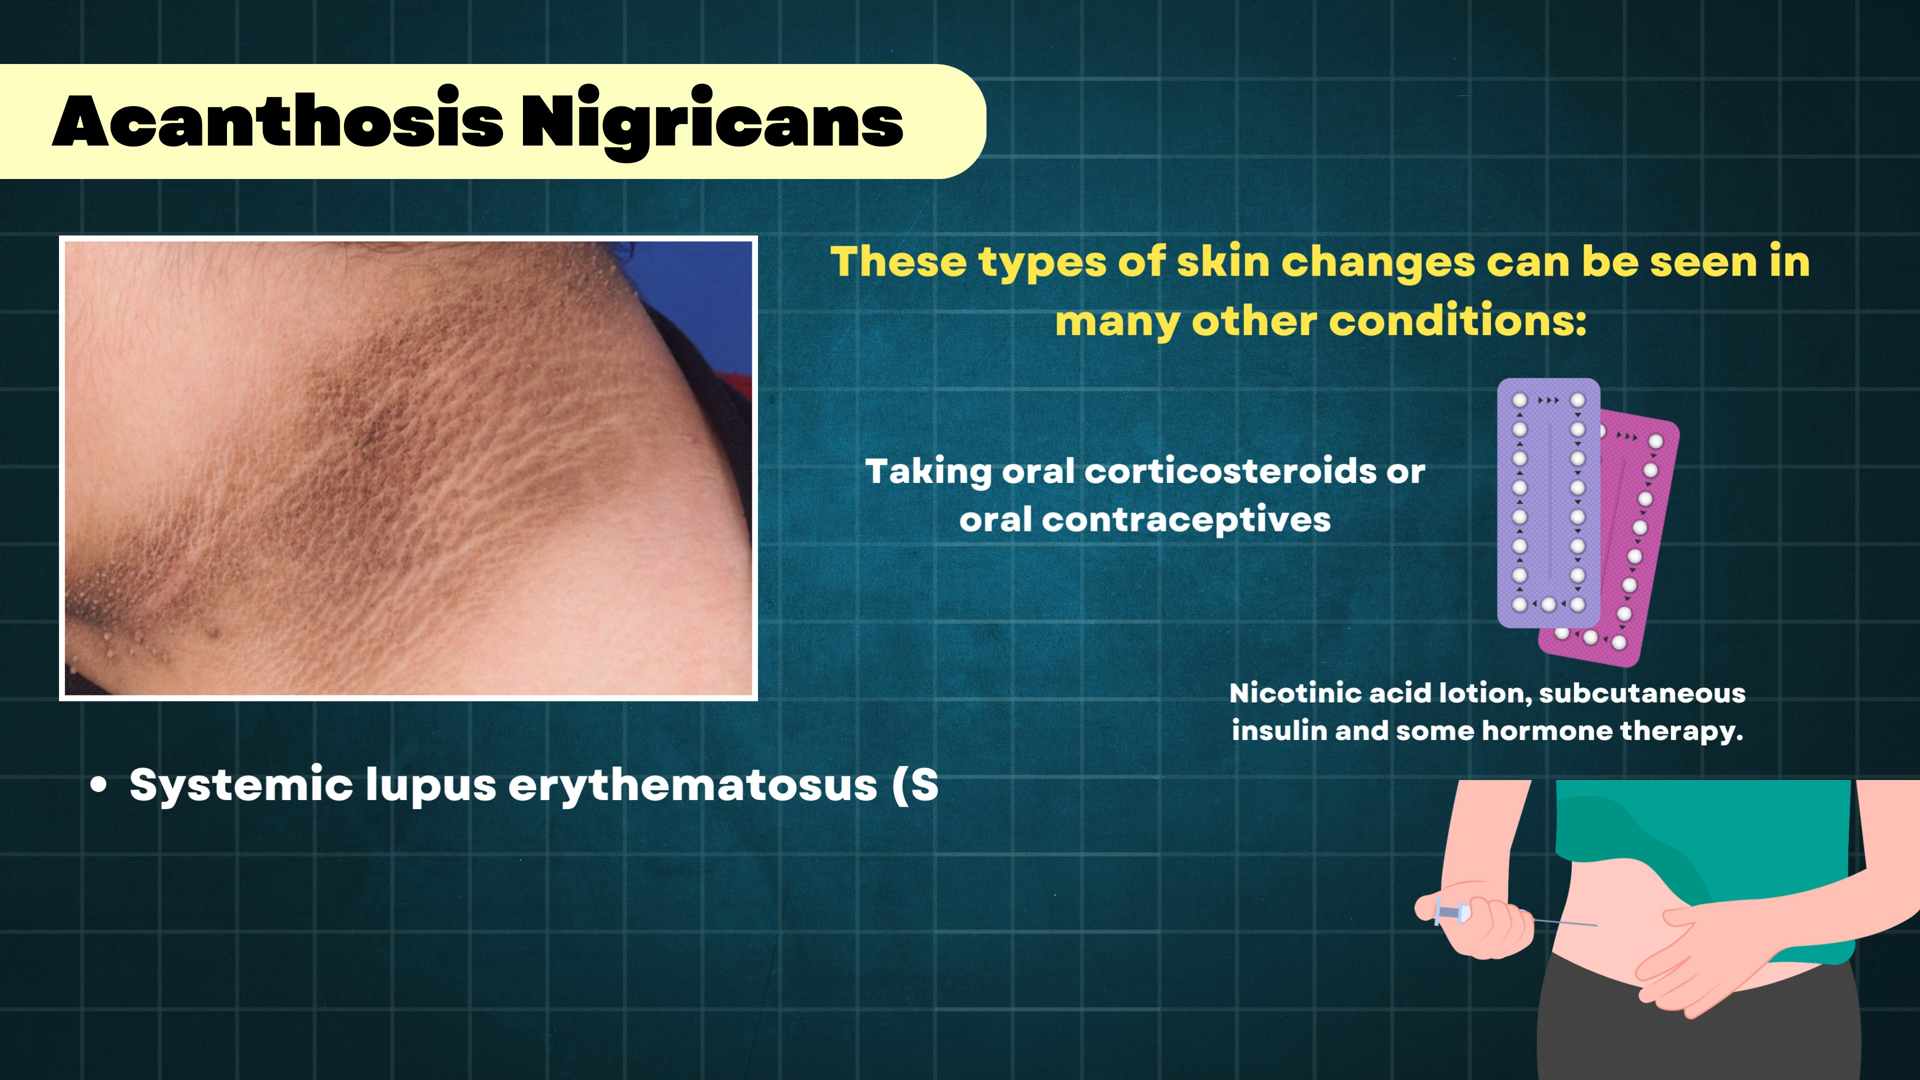 Acanthosis Nigricans
These types of skin changes can be seen in
many other conditions:
Taking oral corticosteroids or
oral contraceptives
Nicotinic acid lotion, subcutaneous
insulin and some hormone therapy.
• Systemic lupus erythematosus (S